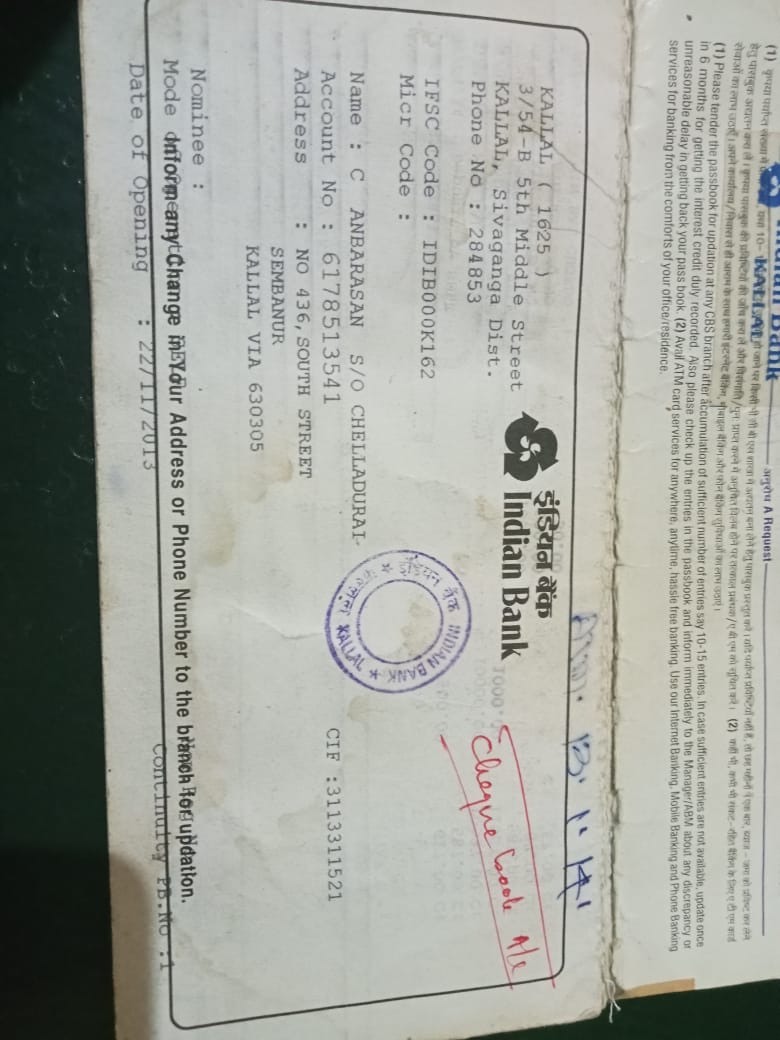 Indian Bank
KALLAL
अनुरोध A Request
(1) Please tender the passbook for updation at any CBS branch after accumulation of sufficient number of entries say 10-15 entries. In case sufficient entries are not available, update once
in 6 months for getting the interest credit duly recorded. Also please check up the entries in the passbook and inform immediately to the Manager/ABM about any discrepancy or
unreasonable delay in getting back your pass book. (2) Avail ATM card services for anywhere, anytime, hassle free banking. Use our Internet Banking, Mobile Banking and Phone Banking
services for banking from the comforts of your office/residence.
KALLAL ( 1625 )
3/54-B 5th Middle Street
KALLAL, Sivaganga Dist.
Phone No : 284853
इंडियन बैंक
Indian Bank
Cheque book A/c
IFSC Code : IDIB000K162
Micr Code :
Name : C ANBARASAN S/O CHELLADURAI
Account No : 6178513541
CIF :3113311521
Address : NO 436,SOUTH STREET
SEMBANUR
KALLAL VIA 630305
इंडियन बैंक INDIAN BANK
KALLAL
Nominee :
Mode
Inform any Change in Your Address or Phone Number to the branch for updation.
Date of Opening : 22/11/2013
Continuity PB.No :1